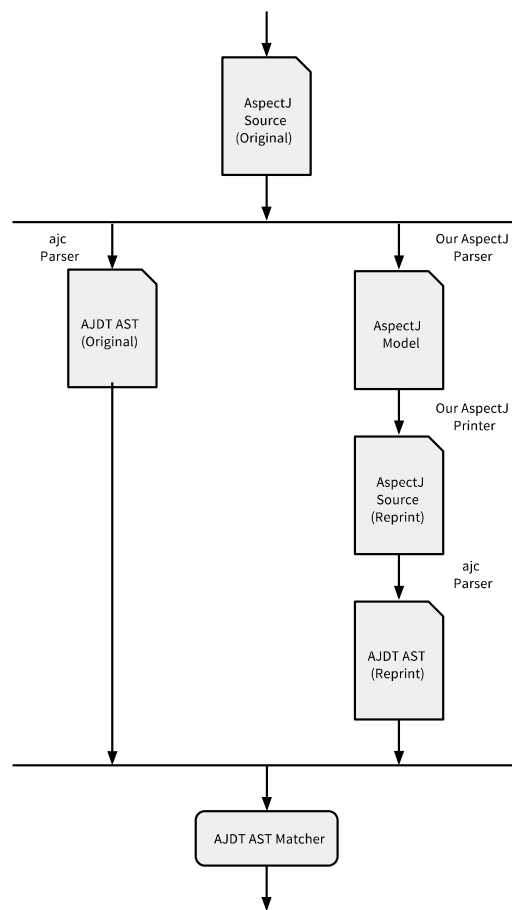 AspectJ
Source
(Original)
ajc
Parser
AJDT AST
(Original)
Our AspectJ
Parser
AspectJ
Model
Our AspectJ
Printer
AspectJ
Source
(Reprint)
ajc
Parser
AJDT AST
(Reprint)
AJDT AST Matcher